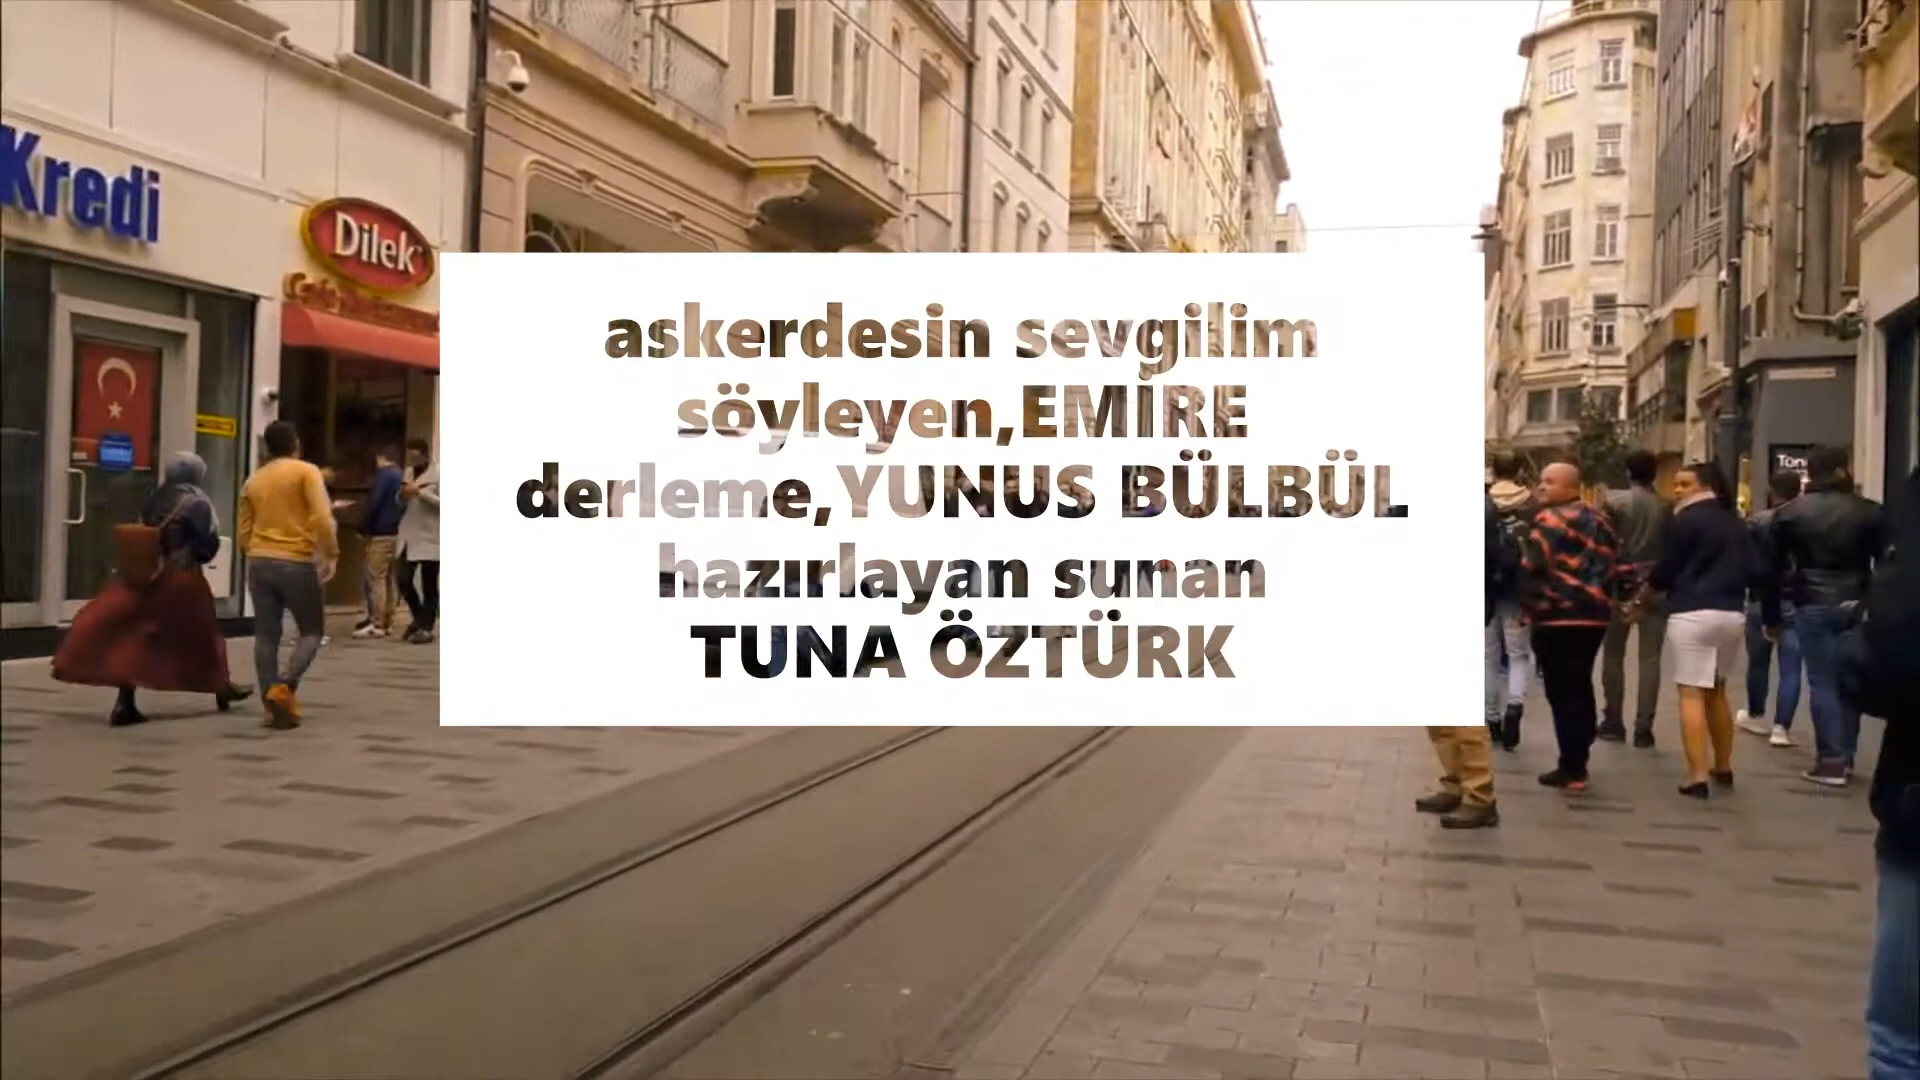 Kredi
Dilek
askerdesin sevgilim
söyleyen,EMİRE
derleme,YUNUS BÜLBÜL
hazırlayan sunan
TUNA ÖZTÜRK